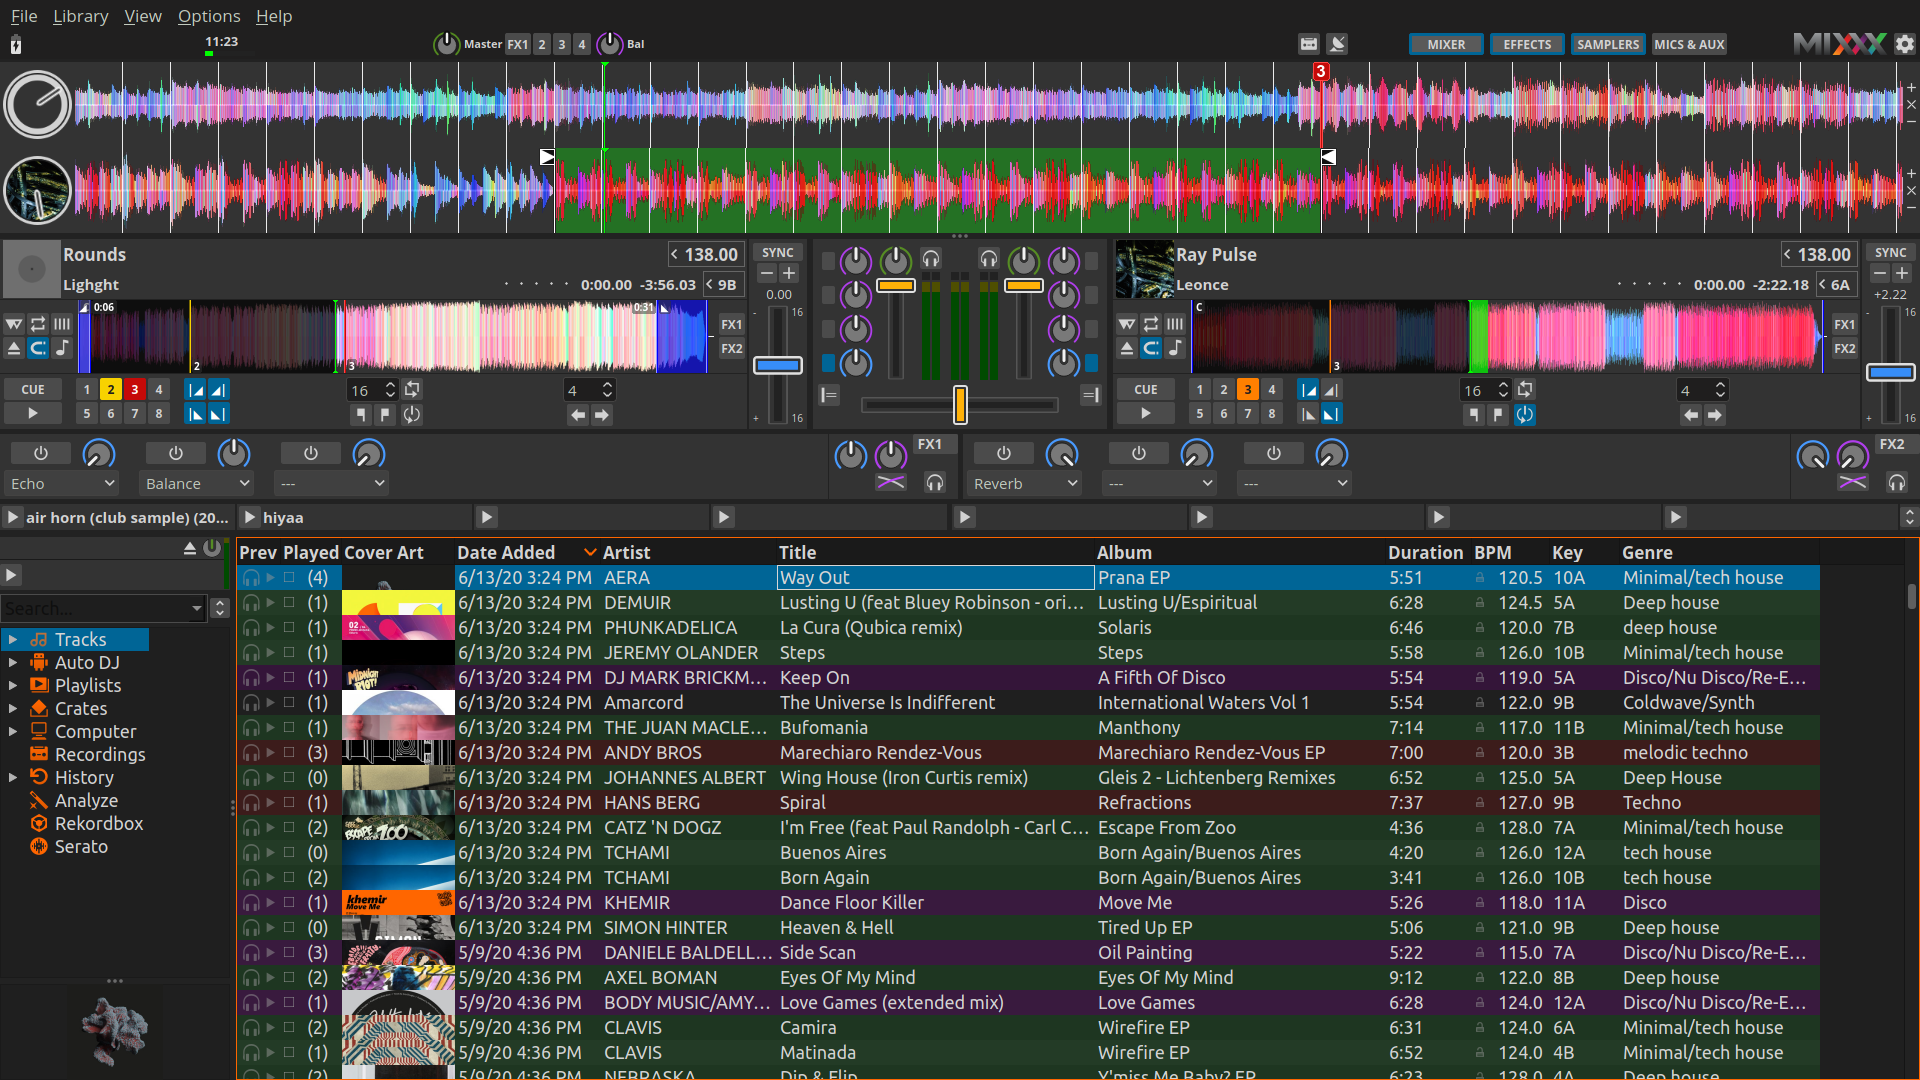 File Library View Options Help
11:23 Master FX1 2 3 4 Bal MIXER EFFECTS SAMPLERS MICS & AUX MIXXX
3
Rounds 138.00 SYNC
Lighght 0:00.00 -3:56.03 9B 0.00
0:06 0:31 2 3 FX1 FX2 16 16
CUE 1 2 3 4 16 4
5 6 7 8
Ray Pulse 138.00 SYNC
Leonce 0:00.00 -2:22.18 6A +2.22
C 3 FX1 FX2 16 16
CUE 1 2 3 4 16 4
5 6 7 8
FX1 FX2
Echo Balance --- Reverb --- ---
air horn (club sample) (20... hiyaa
Search...
Tracks
Auto DJ
Playlists
Crates
Computer
Recordings
History
Analyze
Rekordbox
Serato
Prev Played Cover Art Date Added Artist Title Album Duration BPM Key Genre
(4) 6/13/20 3:24 PM AERA Way Out Prana EP 5:51 120.5 10A Minimal/tech house
(1) 6/13/20 3:24 PM DEMUIR Lusting U (feat Bluey Robinson - ori... Lusting U/Espiritual 6:28 124.5 5A Deep house
(1) 02 6/13/20 3:24 PM PHUNKADELICA La Cura (Qubica remix) Solaris 6:46 120.0 7B deep house
(1) 6/13/20 3:24 PM JEREMY OLANDER Steps Steps 5:58 126.0 10B Minimal/tech house
(1) MIDNIGHT RIOT! 6/13/20 3:24 PM DJ MARK BRICKM... Keep On A Fifth Of Disco 5:54 119.0 5A Disco/Nu Disco/Re-E...
(1) 6/13/20 3:24 PM Amarcord The Universe Is Indifferent International Waters Vol 1 5:54 122.0 9B Coldwave/Synth
(1) 6/13/20 3:24 PM THE JUAN MACLE... Bufomania Manthony 7:14 117.0 11B Minimal/tech house
(3) 6/13/20 3:24 PM ANDY BROS Marechiaro Rendez-Vous Marechiaro Rendez-Vous EP 7:00 120.0 3B melodic techno
(0) 6/13/20 3:24 PM JOHANNES ALBERT Wing House (Iron Curtis remix) Gleis 2 - Lichtenberg Remixes 6:52 125.0 5A Deep House
(1) 6/13/20 3:24 PM HANS BERG Spiral Refractions 7:37 127.0 9B Techno
(2) ESCAPE ZOO 6/13/20 3:24 PM CATZ 'N DOGZ I'm Free (feat Paul Randolph - Carl C... Escape From Zoo 4:36 128.0 7A Minimal/tech house
(0) 6/13/20 3:24 PM TCHAMI Buenos Aires Born Again/Buenos Aires 4:20 126.0 12A tech house
(2) 6/13/20 3:24 PM TCHAMI Born Again Born Again/Buenos Aires 3:41 126.0 10B tech house
(1) khemir Move Me 6/13/20 3:24 PM KHEMIR Dance Floor Killer Move Me 5:26 118.0 11A Disco
(0) 6/13/20 3:24 PM SIMON HINTER Heaven & Hell Tired Up EP 5:06 121.0 9B Deep house
(3) 5/9/20 4:36 PM DANIELE BALDELL... Side Scan Oil Painting 5:22 115.0 7A Disco/Nu Disco/Re-E...
(2) 5/9/20 4:36 PM AXEL BOMAN Eyes Of My Mind Eyes Of My Mind 9:12 122.0 8B Deep house
(1) 5/9/20 4:36 PM BODY MUSIC/AMY... Love Games (extended mix) Love Games 6:28 124.0 12A Disco/Nu Disco/Re-E...
(2) 5/9/20 4:36 PM CLAVIS Camira Wirefire EP 6:31 124.0 6A Minimal/tech house
(1) 5/9/20 4:36 PM CLAVIS Matinada Wirefire EP 6:52 124.0 4B Minimal/tech house
(2) 5/9/20 4:36 PM NEBRASKA Dip & Flip Y'miss Me Baby? EP 6:23 128.0 4A Deep house